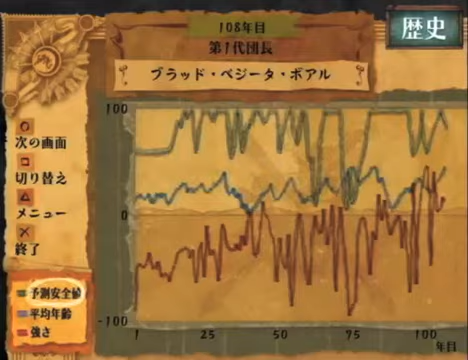 歴史
108年目
第1代団長
ブラッド・ベジータ・ボアル
次の画面
切り替え
メニュー
終了
予測安全値
平均年齢
強さ
100
0
-100
1 25 50 75 100
年目